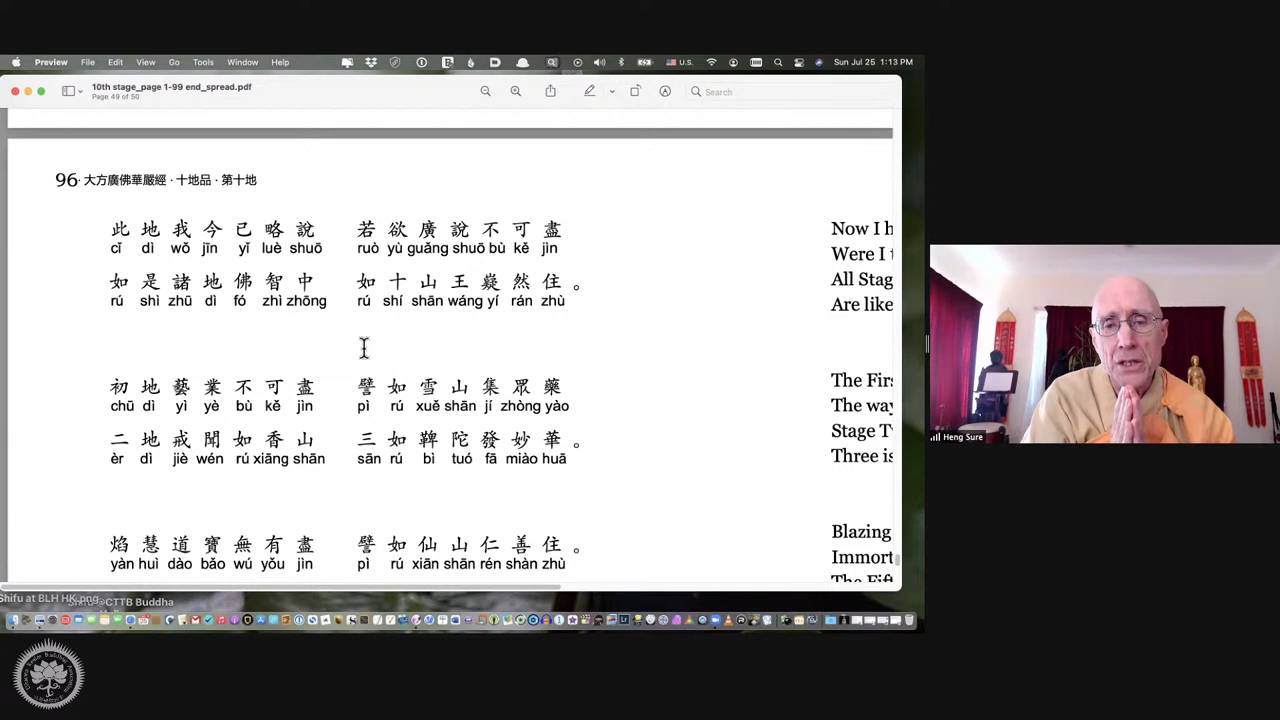 Preview File Edit View Go Tools Window Help
U.S. Sun Jul 25 1:13 PM
10th stage_page 1-99 end_spread.pdf
Page 49 of 50
Search
96· 大方廣佛華嚴經 · 十地品 · 第十地
此地我今已略說 若欲廣說不可盡
cǐ dì wǒ jīn yǐ luè shuō ruò yù guǎng shuō bù kě jìn
如是諸地佛智中 如十山王嶷然住。
rú shì zhū dì fó zhì zhōng rú shí shān wáng yí rán zhù
初地藝業不可盡 譬如雪山集眾藥
chū dì yì yè bù kě jìn pì rú xuě shān jí zhòng yào
二地戒聞如香山 三如鞞陀發妙華。
èr dì jiè wén rú xiāng shān sān rú bì tuó fā miào huā
焰慧道寶無有盡 譬如仙山仁善住。
yàn huì dào bǎo wú yǒu jìn pì rú xiān shān rén shàn zhù
Now I h
Were I t
All Stag
Are like
The Firs
The way
Stage Tw
Three is
Blazing
Immort
The Fift
Shifu at BLH HK.png
Shifu @CTTB Buddha
Heng Sure